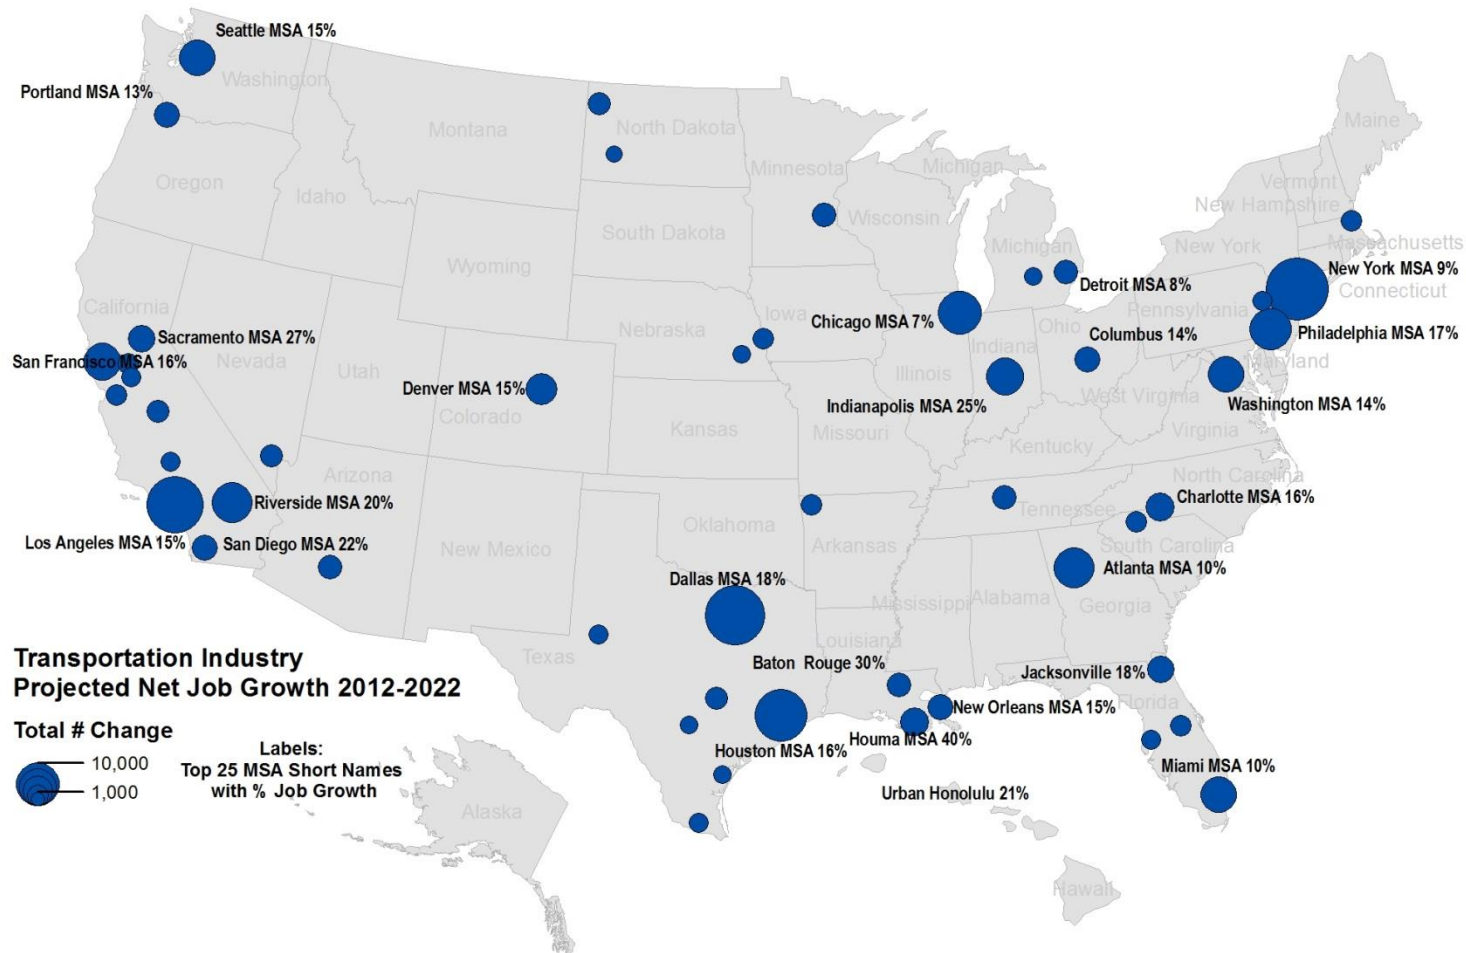 Seattle MSA 15%
Washington
Portland MSA 13%
Montana
North Dakota
Maine
Minnesota
Michigan
Oregon
Idaho
Wisconsin
Vermont
New Hampshire
South Dakota
Michigan
New York
Massachusetts
Wyoming
New York MSA 9%
Detroit MSA 8%
Connecticut
California
Pennsylvania
Nebraska
Iowa
Chicago MSA 7%
Ohio
Columbus 14%
Philadelphia MSA 17%
Sacramento MSA 27%
San Francisco MSA 16%
Nevada
Utah
Indiana
Maryland
Illinois
Denver MSA 15%
Colorado
West Virginia
Indianapolis MSA 25%
Washington MSA 14%
Kansas
Missouri
Virginia
Kentucky
Arizona
North Carolina
Riverside MSA 20%
Charlotte MSA 16%
Tennessee
Oklahoma
Los Angeles MSA 15%
San Diego MSA 22%
New Mexico
Arkansas
South Carolina
Atlanta MSA 10%
Dallas MSA 18%
Mississippi
Alabama
Georgia
Louisiana
Texas
Transportation Industry
Projected Net Job Growth 2012-2022
Baton Rouge 30%
Jacksonville 18%
Florida
New Orleans MSA 15%
Total # Change
10,000
1,000
Labels:
Top 25 MSA Short Names
with % Job Growth
Houston MSA 16%
Houma MSA 40%
Miami MSA 10%
Urban Honolulu 21%
Alaska
Hawaii